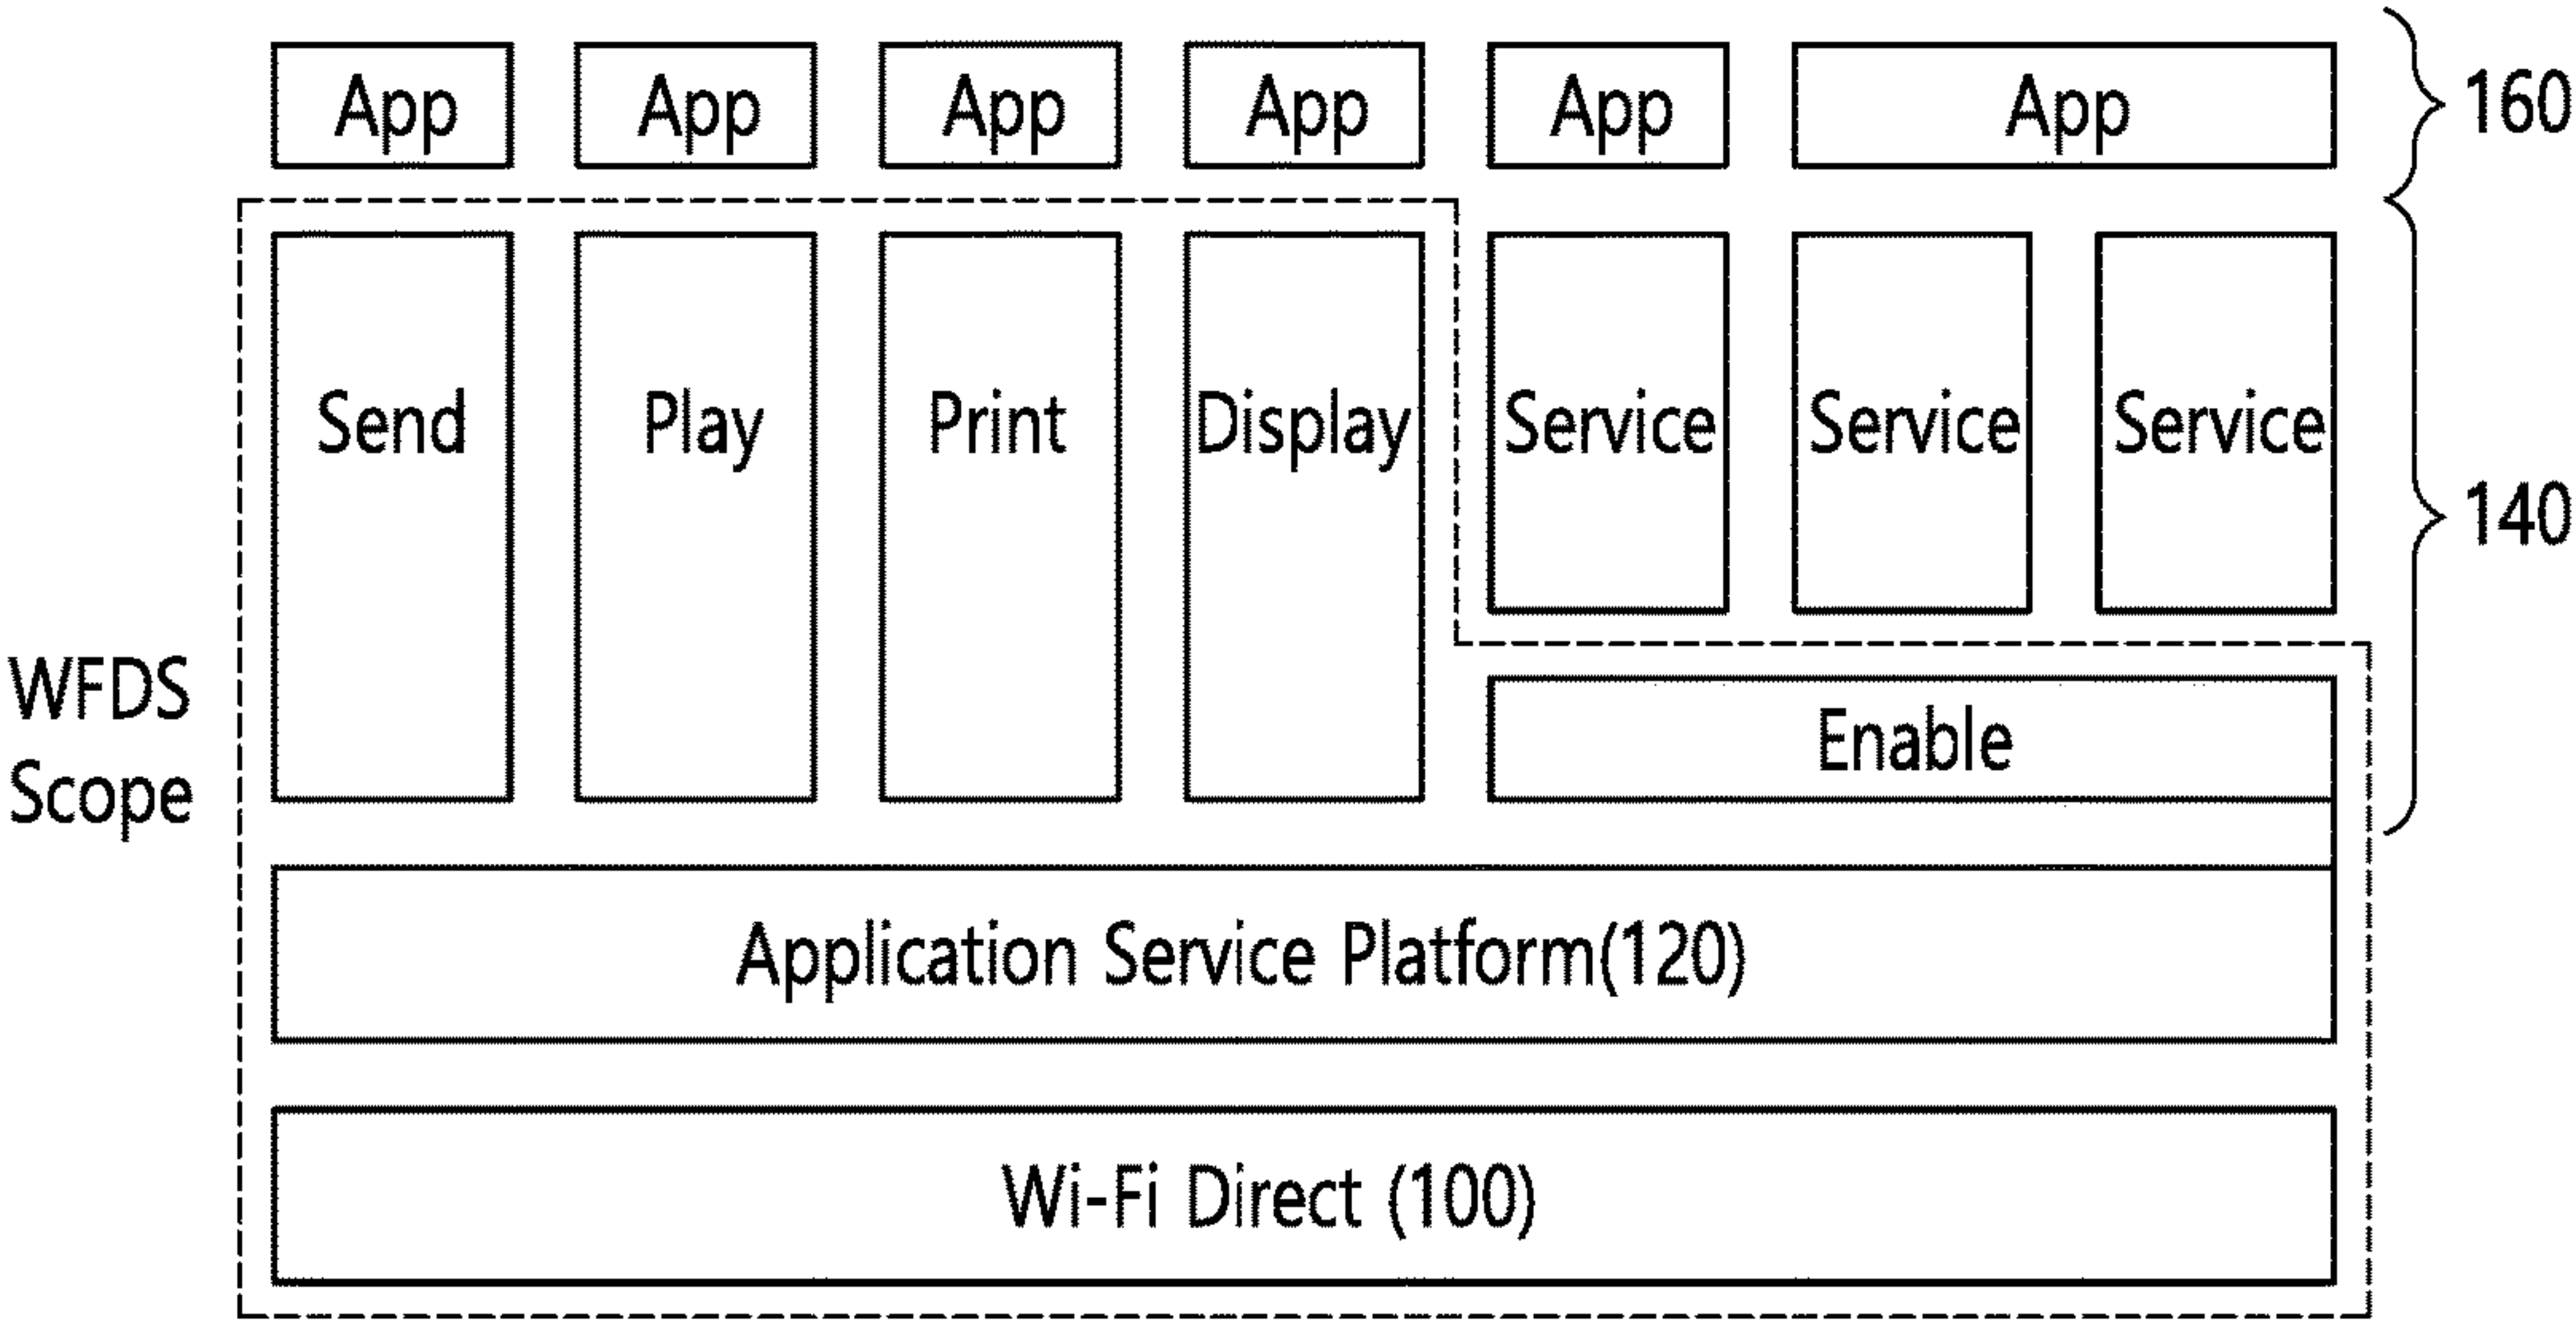 App App App App App App 160
Send Play Print Display Service Service Service
140
WFDS
Scope
Enable
Application Service Platform(120)
Wi-Fi Direct (100)